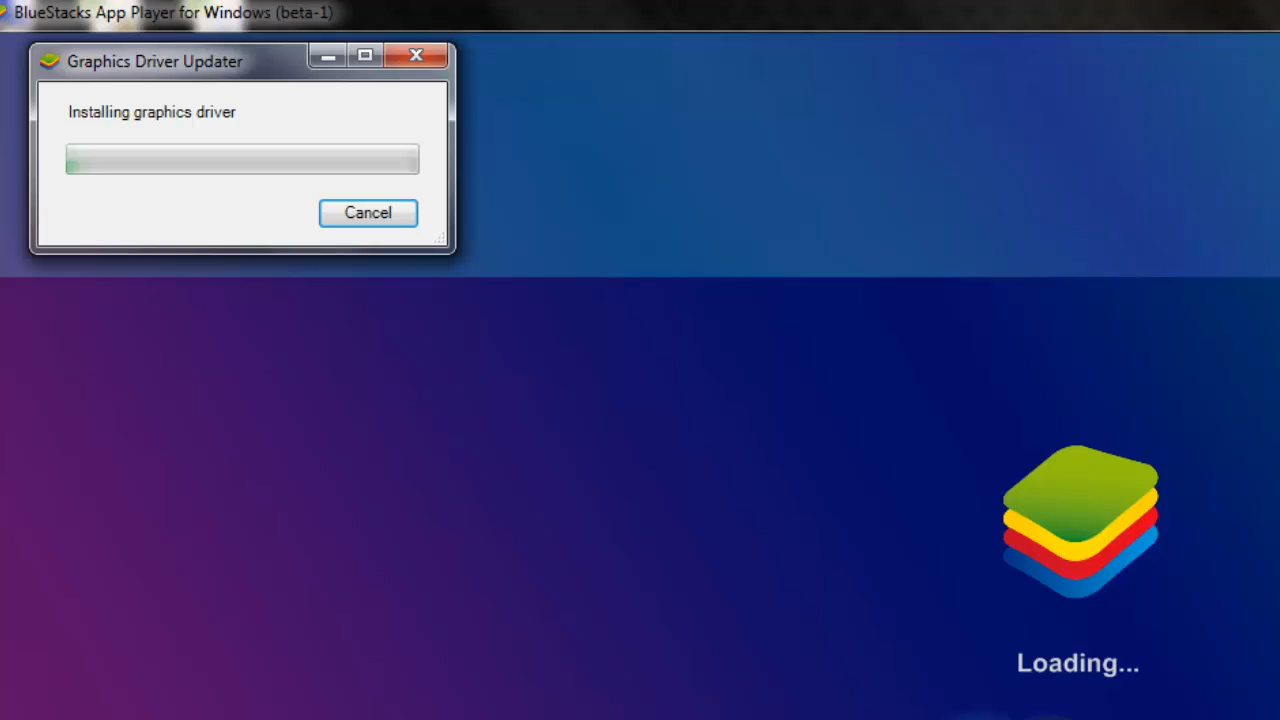 BlueStacks App Player for Windows (beta-1)
Graphics Driver Updater
Installing graphics driver
Cancel
Loading...